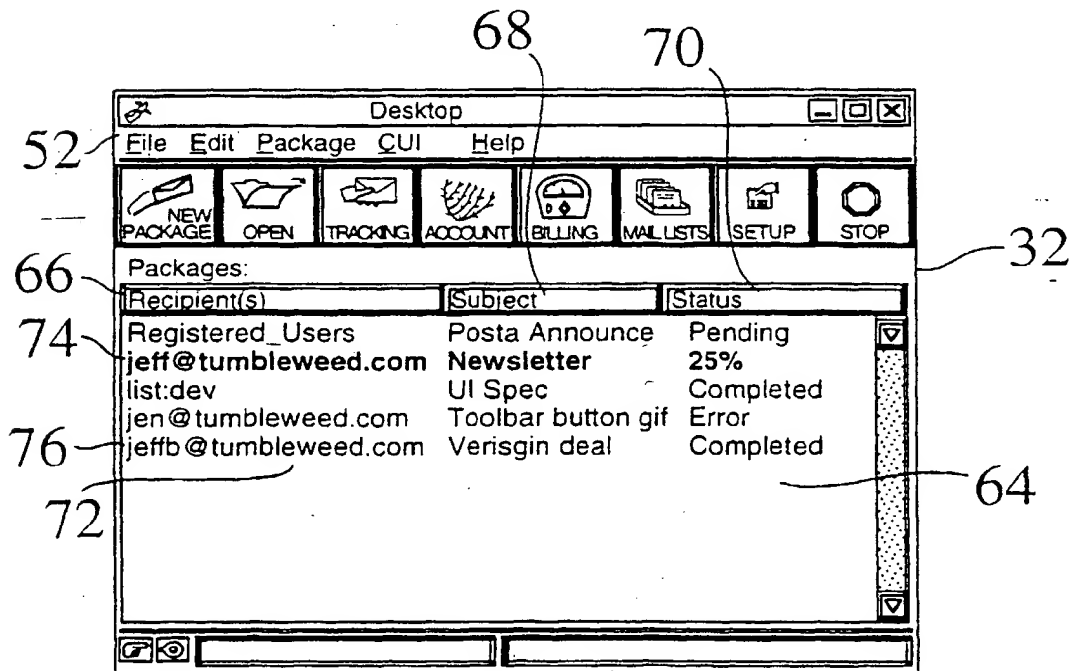 68
70
Desktop
52
File Edit Package CUI Help
NEW PACKAGE OPEN TRACKING ACCOUNT BILLING MAIL LISTS SETUP STOP
32
Packages:
66 Recipient(s) Subject Status
Registered_Users Posta Announce Pending
74 jeff@tumbleweed.com Newsletter 25%
list:dev UI Spec Completed
jen@tumbleweed.com Toolbar button gif Error
76 jeffb@tumbleweed.com Verisgin deal Completed
72
64